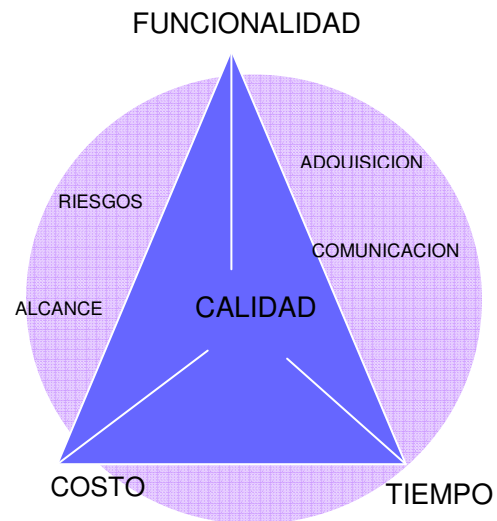 FUNCIONALIDAD
ADQUISICION
RIESGOS
COMUNICACION
ALCANCE
CALIDAD
COSTO
TIEMPO